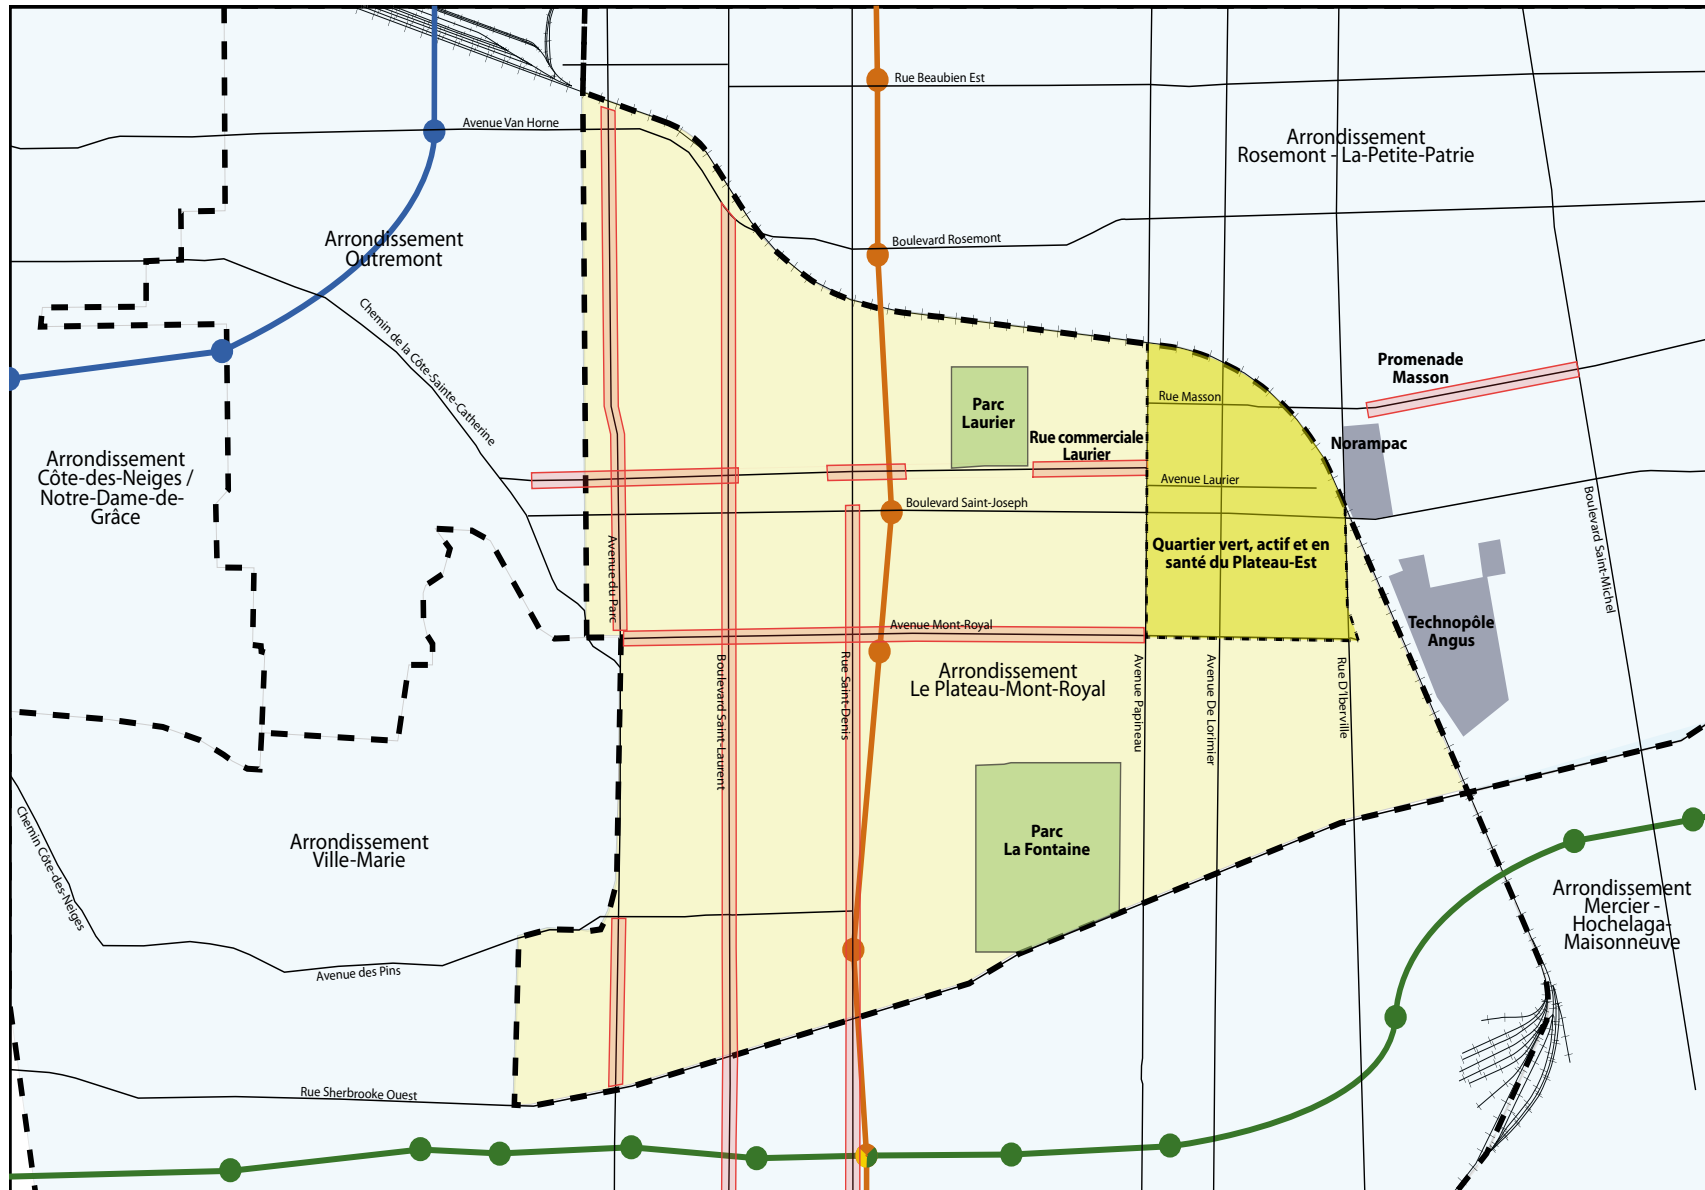 Rue Beaubien Est
Avenue Van Horne
Arrondissement
Rosemont - La-Petite-Patrie
Arrondissement
Outremont
Boulevard Rosemont
Chemin de la Côte-Sainte-Catherine
Promenade
Masson
Rue Masson
Parc
Laurier
Rue commerciale
Laurier
Norampac
Arrondissement
Côte-des-Neiges /
Notre-Dame-de-
Grâce
Avenue Laurier
Boulevard Saint-Joseph
Boulevard Saint-Michel
Quartier vert, actif et en
santé du Plateau-Est
Avenue du Parc
Avenue Mont-Royal
Technopôle
Angus
Arrondissement
Le Plateau-Mont-Royal
Boulevard Saint-Laurent
Rue Saint-Denis
Avenue Papineau
Avenue De Lorimier
Rue D'Iberville
Chemin Côte-des-Neiges
Arrondissement
Ville-Marie
Parc
La Fontaine
Arrondissement
Mercier -
Hochelaga-
Maisonneuve
Avenue des Pins
Rue Sherbrooke Ouest